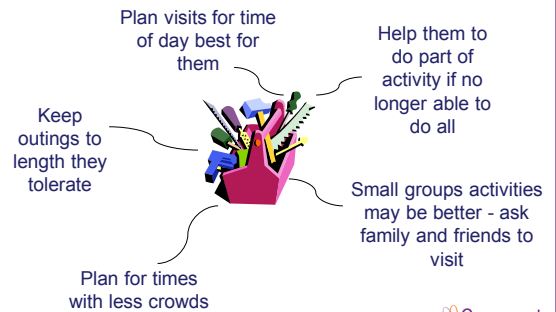 Plan visits for time
of day best for
them
Help them to
do part of
activity if no
longer able to
do all
Keep
outings to
length they
tolerate
Small groups activities
may be better - ask
family and friends to
visit
Plan for times
with less crowds